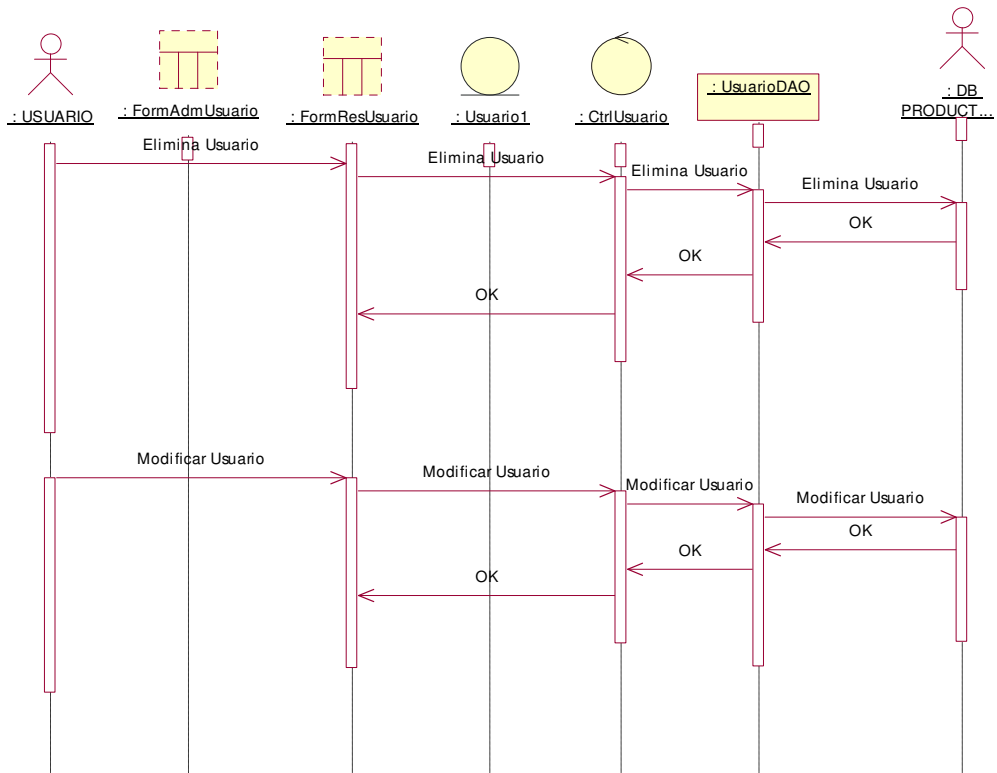 : USUARIO
: FormAdmUsuario
: FormResUsuario
: Usuario1
: CtrlUsuario
: UsuarioDAO
: DB
PRODUCT...
Elimina Usuario
Elimina Usuario
Elimina Usuario
Elimina Usuario
OK
OK
OK
Modificar Usuario
Modificar Usuario
Modificar Usuario
Modificar Usuario
OK
OK
OK